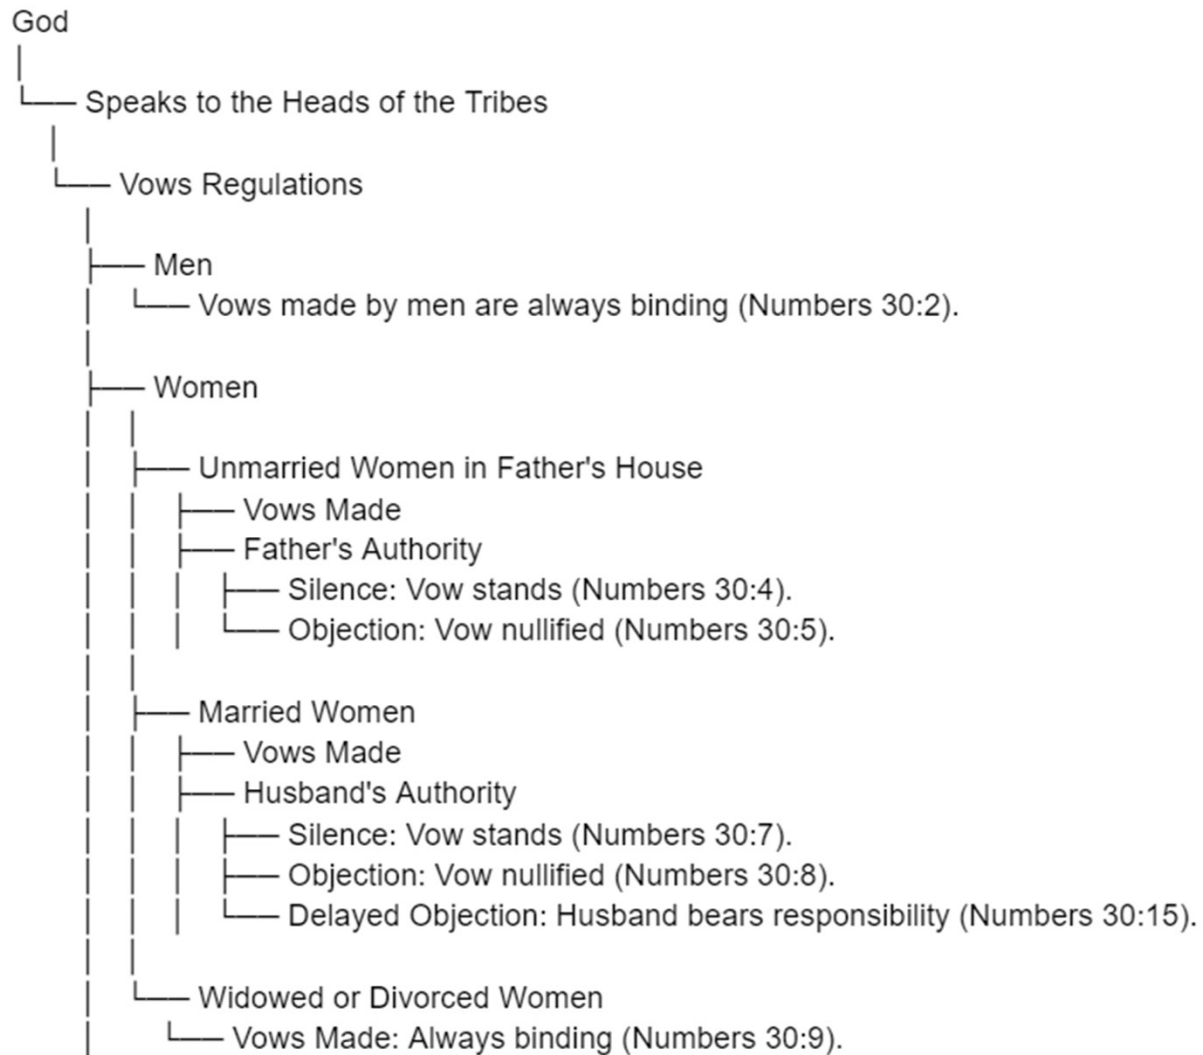 God
Speaks to the Heads of the Tribes
Vows Regulations
Men
Vows made by men are always binding (Numbers 30:2).
Women
Unmarried Women in Father's House
Vows Made
Father's Authority
Silence: Vow stands (Numbers 30:4).
Objection: Vow nullified (Numbers 30:5).
Married Women
Vows Made
Husband's Authority
Silence: Vow stands (Numbers 30:7).
Objection: Vow nullified (Numbers 30:8).
Delayed Objection: Husband bears responsibility (Numbers 30:15).
Widowed or Divorced Women
Vows Made: Always binding (Numbers 30:9).